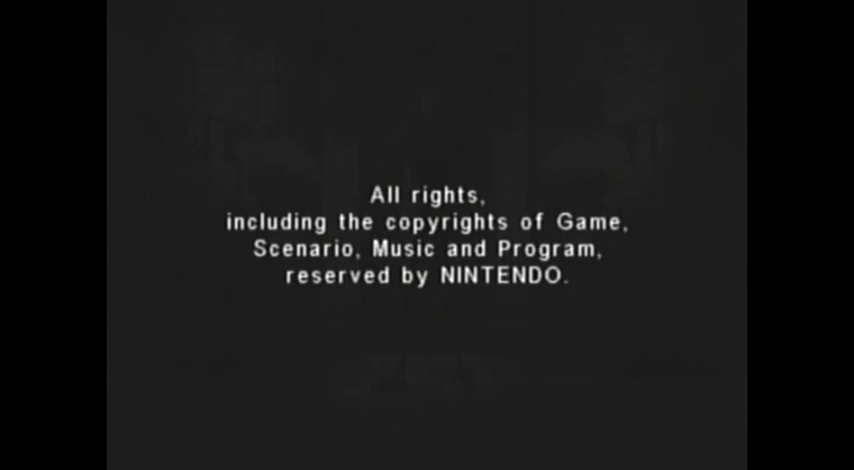 All rights,
including the copyrights of Game,
Scenario, Music and Program,
reserved by NINTENDO.